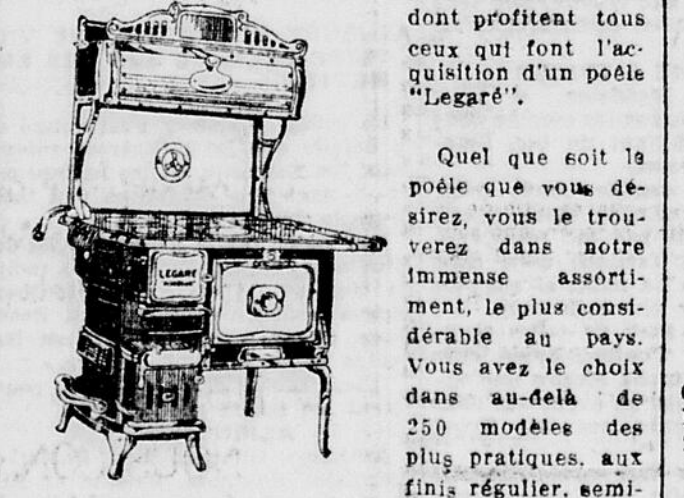 dont profitent tous
ceux qui font l'ac-
quisition d'un poêle
"Legaré".
Quel que soit le
poêle que vous dé-
sirez, vous le trou-
verez dans notre
immense assorti-
ment, le plus consi-
dérable au pays.
Vous avez le choix
dans au-delà de
250 modèles des
plus pratiques, aux
finis régulier, semi-
LEGARE